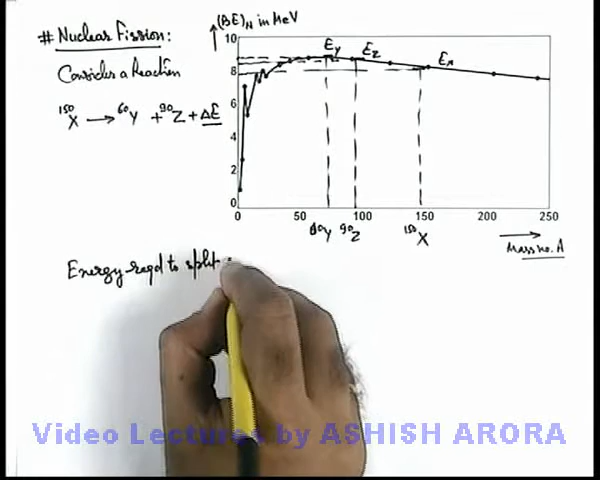 # Nuclear Fission:
Consider a Reaction
150X → 60Y + 90Z + ΔE
(BE)N in MeV
10
8
6
4
2
0
Ey
Ez
Ex
0 50 100 150 200 250
60Y 90Z 150X
Mass no. A
Energy reqd to split
Video Lectures by ASHISH ARORA